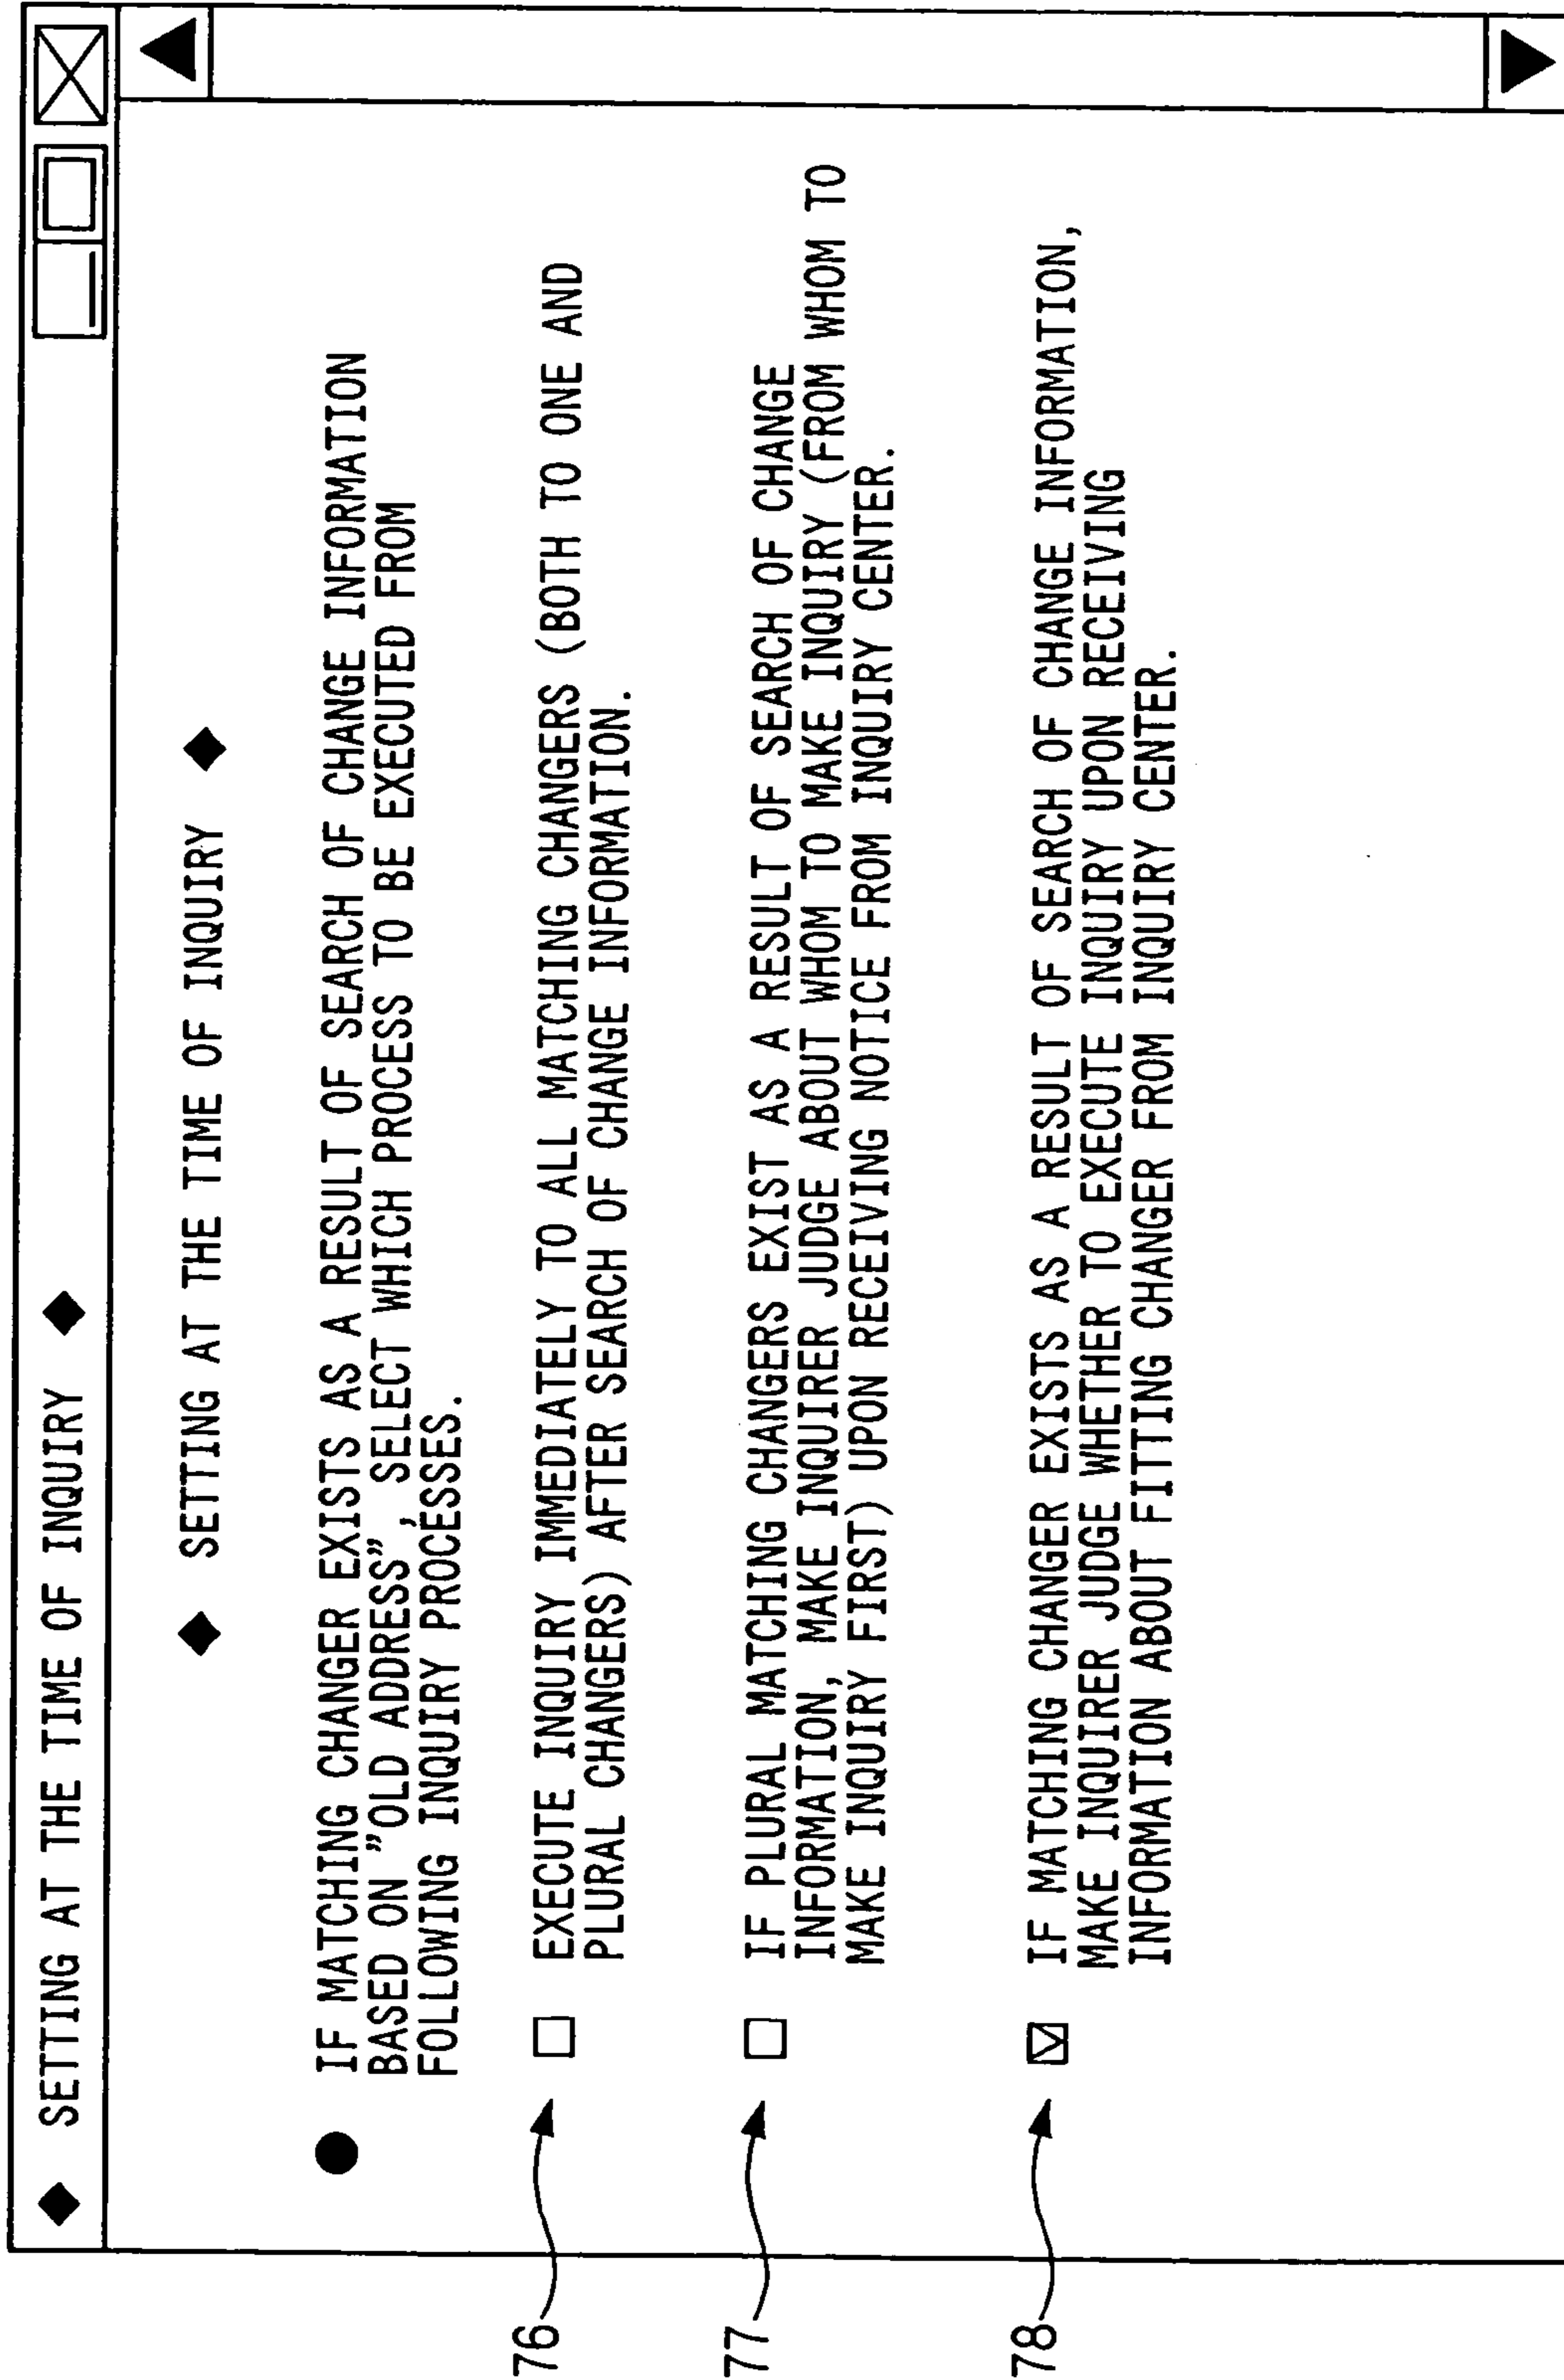 ◆ SETTING AT THE TIME OF INQUIRY ◆
◆ SETTING AT THE TIME OF INQUIRY ◆
● IF MATCHING CHANGER EXISTS AS A RESULT OF SEARCH OF CHANGE INFORMATION
BASED ON "OLD ADDRESS", SELECT WHICH PROCESS TO BE EXECUTED FROM
FOLLOWING INQUIRY PROCESSES.
76
EXECUTE INQUIRY IMMEDIATELY TO ALL MATCHING CHANGERS (BOTH TO ONE AND
PLURAL CHANGERS) AFTER SEARCH OF CHANGE INFORMATION.
77
IF PLURAL MATCHING CHANGERS EXIST AS A RESULT OF SEARCH OF CHANGE
INFORMATION, MAKE INQUIRER JUDGE ABOUT WHOM TO MAKE INQUIRY (FROM WHOM TO
MAKE INQUIRY FIRST) UPON RECEIVING NOTICE FROM INQUIRY CENTER.
78
IF MATCHING CHANGER EXISTS AS A RESULT OF SEARCH OF CHANGE INFORMATION,
MAKE INQUIRER JUDGE WHETHER TO EXECUTE INQUIRY UPON RECEIVING
INFORMATION ABOUT FITTING CHANGER FROM INQUIRY CENTER.